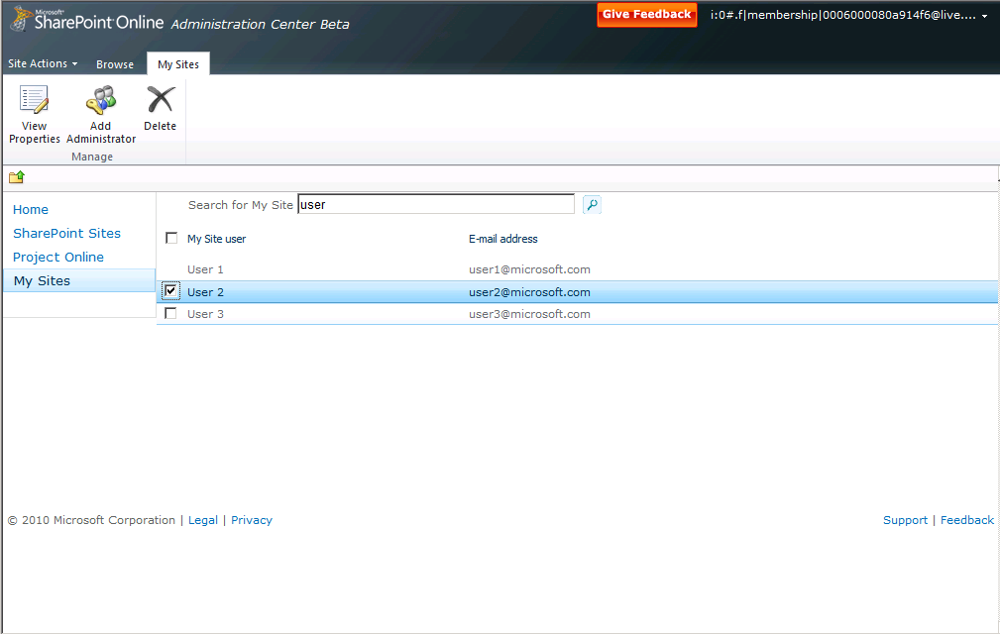 Microsoft®
SharePoint Online Administration Center Beta
Give Feedback
i:0#.f|membership|0006000080a914f6@live....
Site Actions Browse My Sites
View Properties
Add Administrator
Delete
Manage
Home
SharePoint Sites
Project Online
My Sites
Search for My Site user
My Site user E-mail address
User 1 user1@microsoft.com
User 2 user2@microsoft.com
User 3 user3@microsoft.com
© 2010 Microsoft Corporation | Legal | Privacy
Support | Feedback